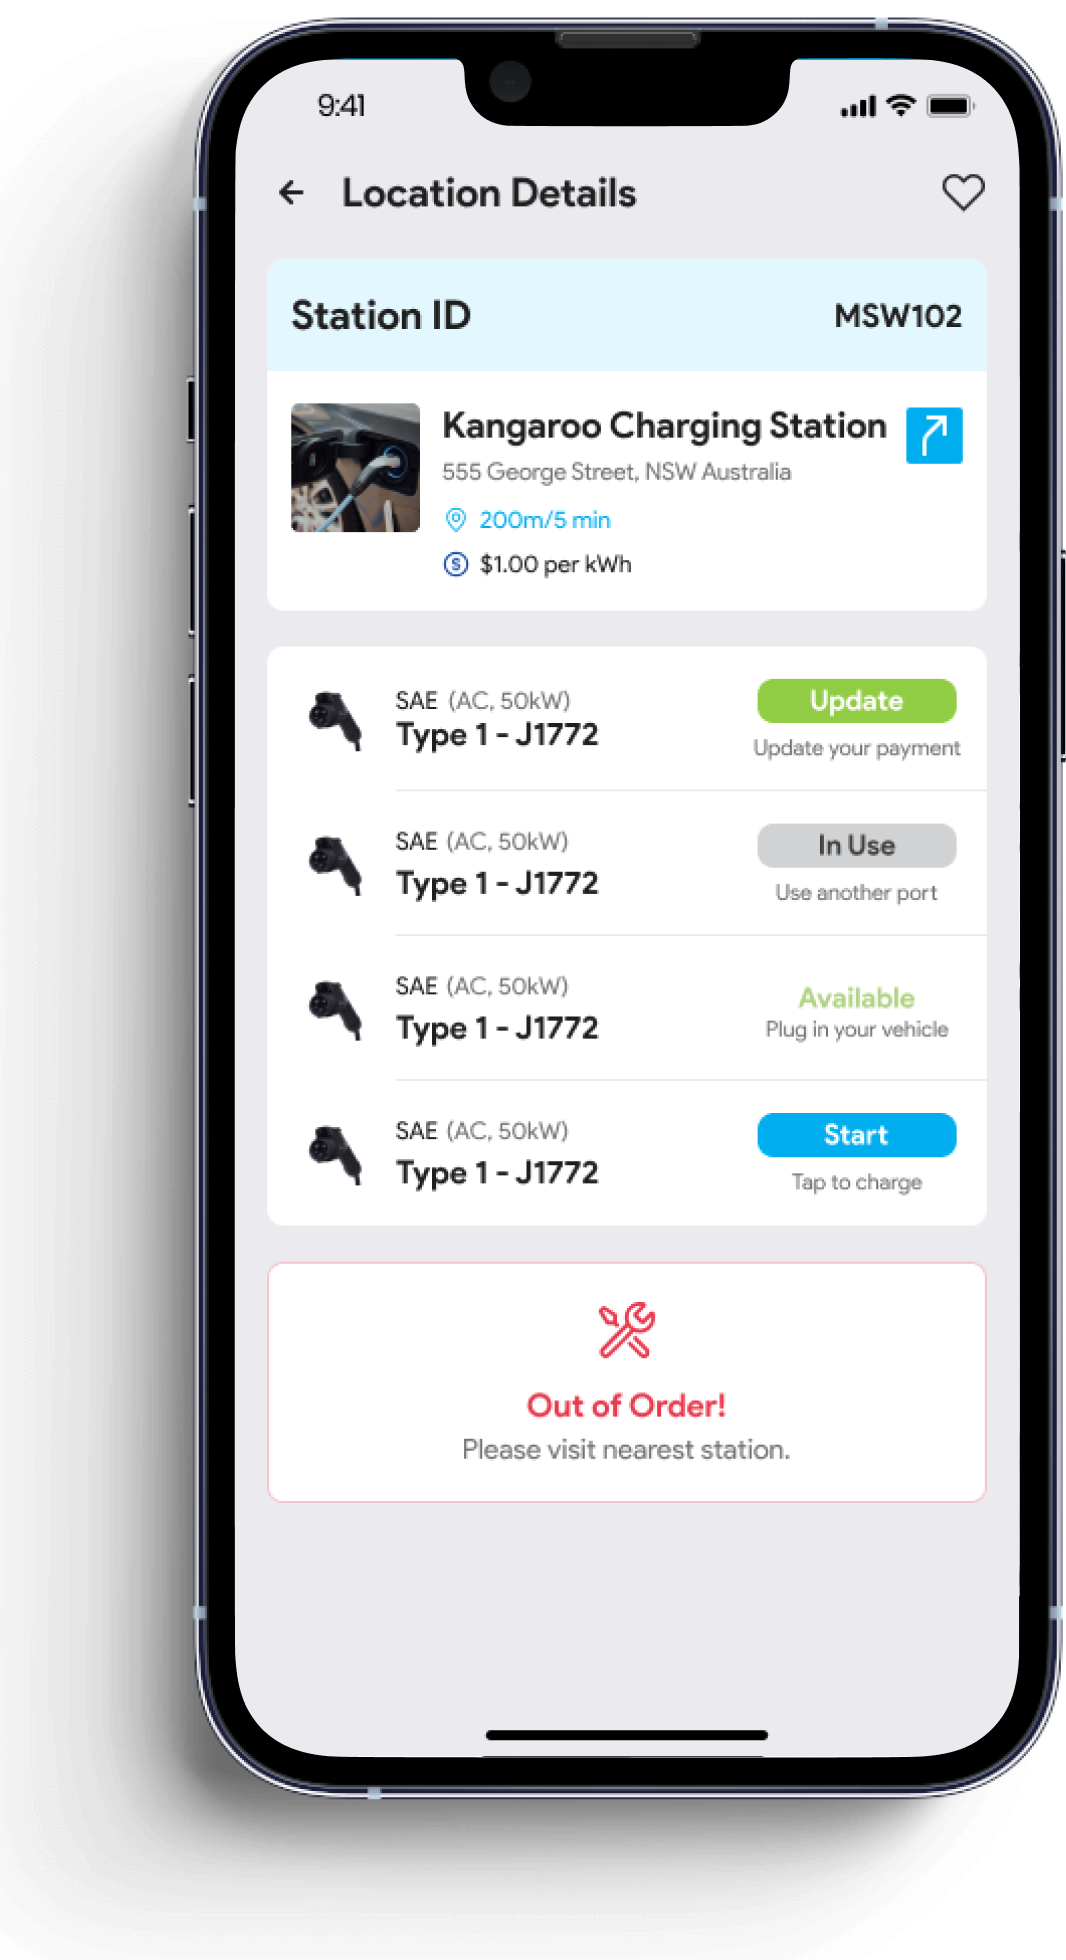 9:41
Location Details
Station ID MSW102
Kangaroo Charging Station
555 George Street, NSW Australia
200m/5 min
$1.00 per kWh
SAE (AC, 50kW)
Type 1 - J1772
Update
Update your payment
SAE (AC, 50kW)
Type 1 - J1772
In Use
Use another port
SAE (AC, 50kW)
Type 1 - J1772
Available
Plug in your vehicle
SAE (AC, 50kW)
Type 1 - J1772
Start
Tap to charge
Out of Order!
Please visit nearest station.